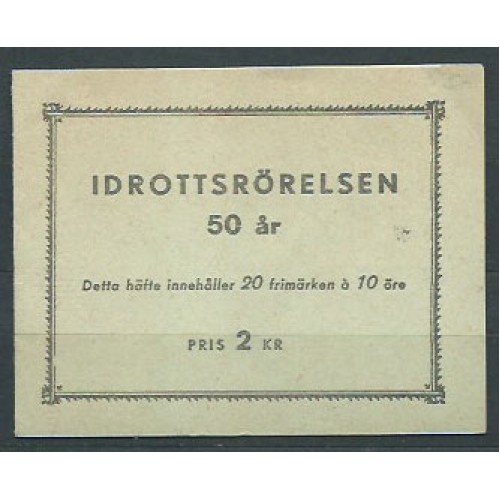 IDROTTSRÖRELSEN
50 år
Detta häfte innehåller 20 frimärken à 10 öre
PRIS 2 KR